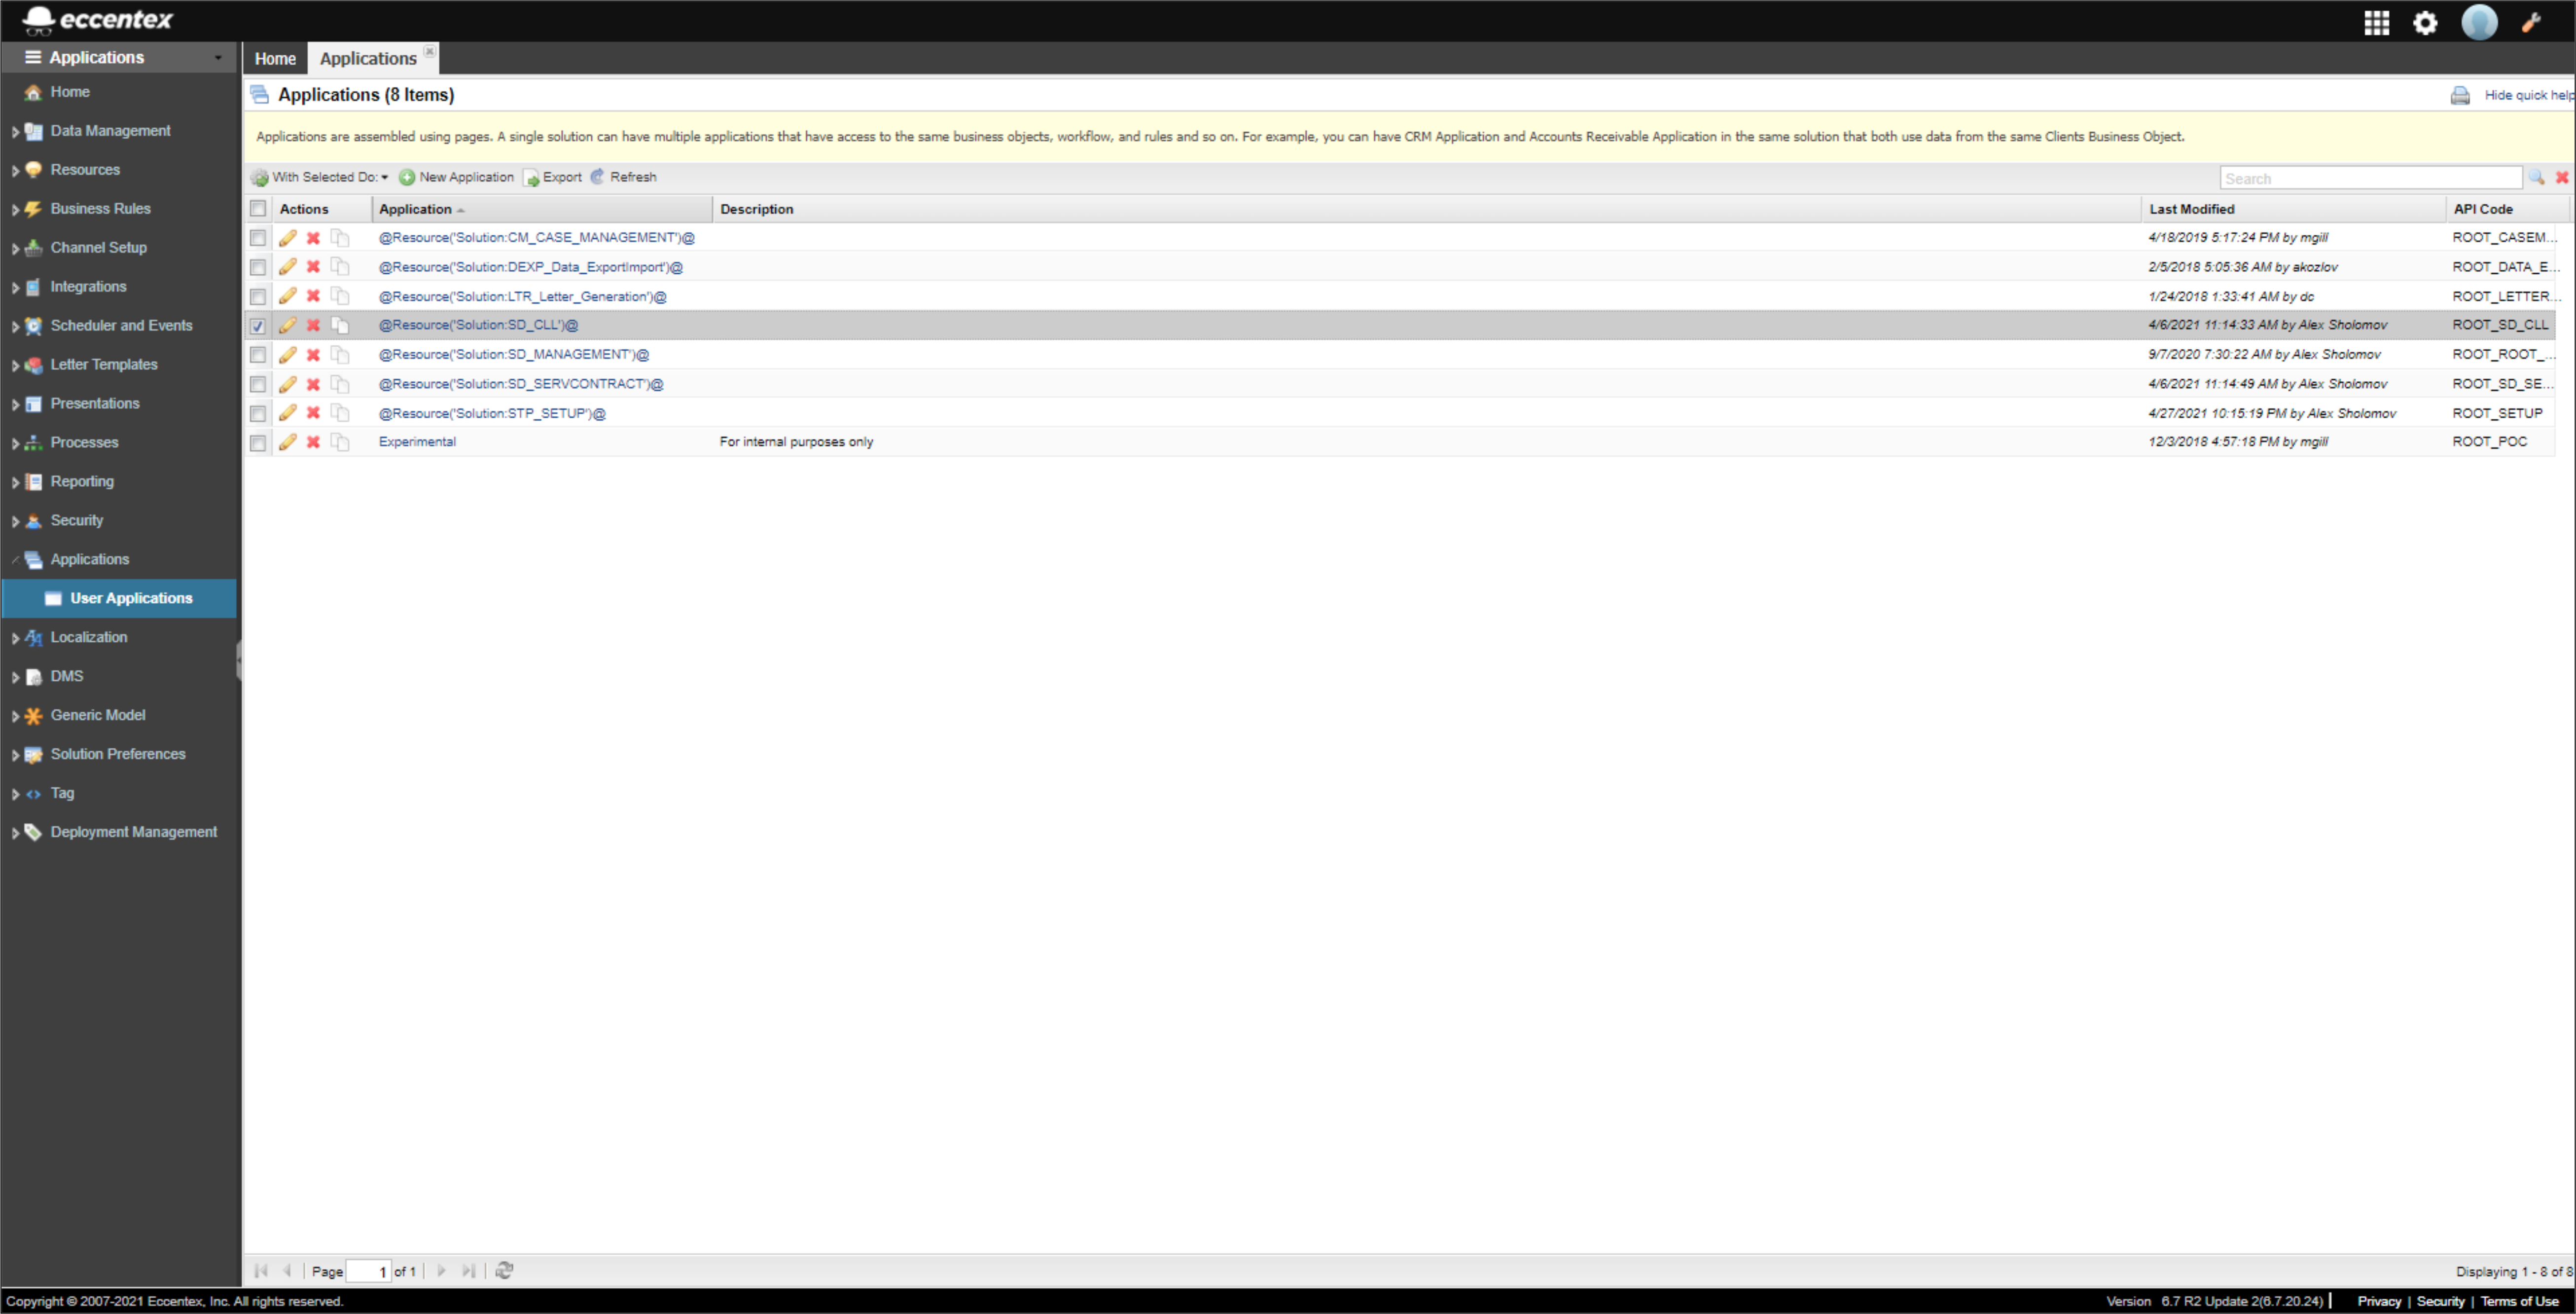 eccentex
Applications
Home
Applications
Home
Data Management
Resources
Business Rules
Channel Setup
Integrations
Scheduler and Events
Letter Templates
Presentations
Processes
Reporting
Security
Applications
User Applications
Localization
DMS
Generic Model
Solution Preferences
Tag
Deployment Management
Applications (8 Items)
Hide quick help
Applications are assembled using pages. A single solution can have multiple applications that have access to the same business objects, workflow, and rules and so on. For example, you can have CRM Application and Accounts Receivable Application in the same solution that both use data from the same Clients Business Object.
With Selected Do: New Application Export Refresh Search
Actions Application Description Last Modified API Code
@Resource('Solution:CM_CASE_MANAGEMENT')@ 4/18/2019 5:17:24 PM by mgill ROOT_CASEM...
@Resource('Solution:DEXP_Data_ExportImport')@ 2/5/2018 5:05:36 AM by akozlov ROOT_DATA_E...
@Resource('Solution:LTR_Letter_Generation')@ 1/24/2018 1:33:41 AM by dc ROOT_LETTER...
@Resource('Solution:SD_CLL')@ 4/6/2021 11:14:33 AM by Alex Sholomov ROOT_SD_CLL
@Resource('Solution:SD_MANAGEMENT')@ 9/7/2020 7:30:22 AM by Alex Sholomov ROOT_ROOT_...
@Resource('Solution:SD_SERVCONTRACT')@ 4/6/2021 11:14:49 AM by Alex Sholomov ROOT_SD_SE...
@Resource('Solution:STP_SETUP')@ 4/27/2021 10:15:19 PM by Alex Sholomov ROOT_SETUP
Experimental For internal purposes only 12/3/2018 4:57:18 PM by mgill ROOT_POC
Page 1 of 1 Displaying 1 - 8 of 8
Copyright © 2007-2021 Eccentex, Inc. All rights reserved. Version 6.7 R2 Update 2(6.7.20.24) | Privacy | Security | Terms of Use